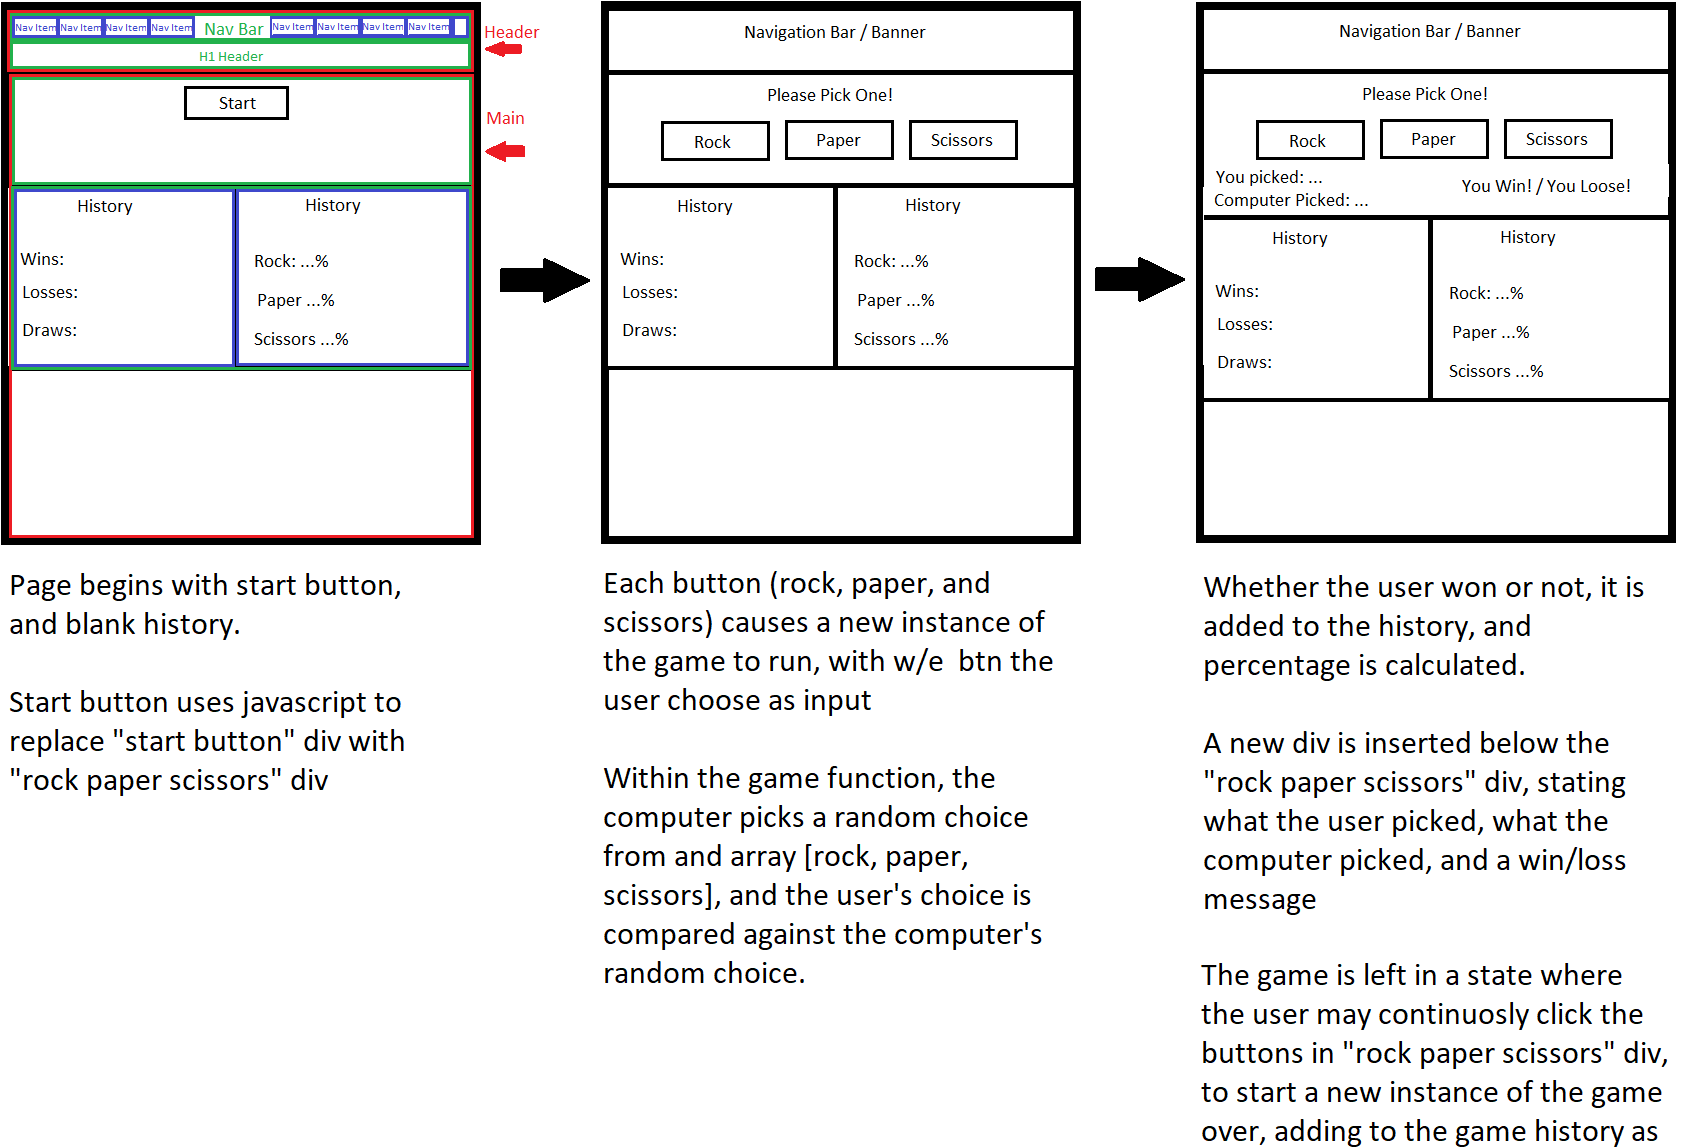 Nav Item Nav Item Nav Item Nav Item Nav Bar Nav Item Nav Item Nav Item Nav Item
H1 Header
Header
Start
Main
History
History
Wins:
Losses:
Draws:
Rock: ...%
Paper ...%
Scissors ...%
Page begins with start button,
and blank history.
Start button uses javascript to
replace "start button" div with
"rock paper scissors" div
Navigation Bar / Banner
Please Pick One!
Rock
Paper
Scissors
History
History
Wins:
Losses:
Draws:
Rock: ...%
Paper ...%
Scissors ...%
Each button (rock, paper, and
scissors) causes a new instance of
the game to run, with w/e  btn the
user choose as input
Within the game function, the
computer picks a random choice
from and array [rock, paper,
scissors], and the user's choice is
compared against the computer's
random choice.
Navigation Bar / Banner
Please Pick One!
Rock
Paper
Scissors
You picked: ...
Computer Picked: ...
You Win! / You Loose!
History
History
Wins:
Losses:
Draws:
Rock: ...%
Paper ...%
Scissors ...%
Whether the user won or not, it is
added to the history, and
percentage is calculated.
A new div is inserted below the
"rock paper scissors" div, stating
what the user picked, what the
computer picked, and a win/loss
message
The game is left in a state where
the user may continuosly click the
buttons in "rock paper scissors" div,
to start a new instance of the game
over, adding to the game history as